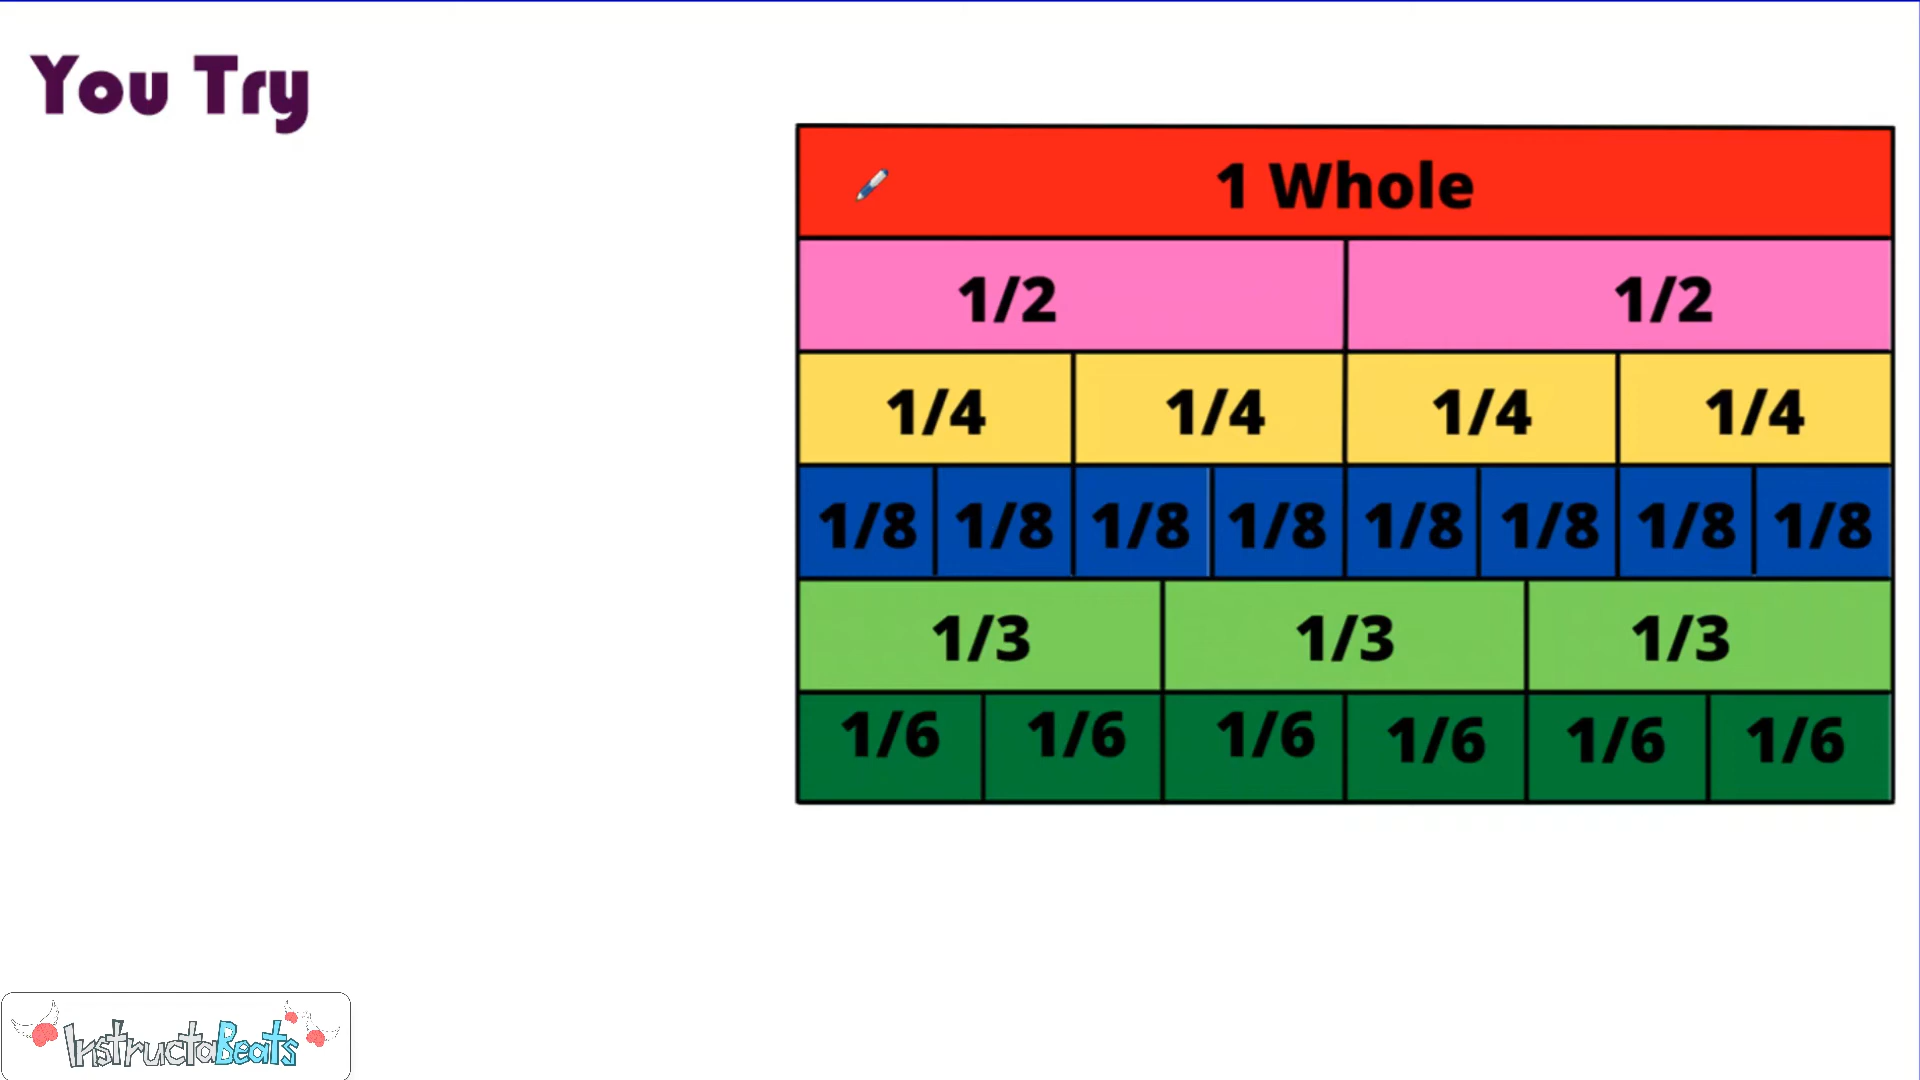 You Try
1 Whole
1/2 1/2
1/4 1/4 1/4 1/4
1/8 1/8 1/8 1/8 1/8 1/8 1/8 1/8
1/3 1/3 1/3
1/6 1/6 1/6 1/6 1/6 1/6
InstructaBeats